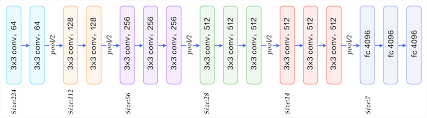 3x3 conv, 64
3x3 conv, 64
pool/2
3x3 conv, 128
3x3 conv, 128
pool/2
3x3 conv, 256
3x3 conv, 256
3x3 conv, 256
pool/2
3x3 conv, 512
3x3 conv, 512
3x3 conv, 512
pool/2
3x3 conv, 512
3x3 conv, 512
3x3 conv, 512
pool/2
fc 4096
fc 4096
fc 4096
Size:224
Size:112
Size:56
Size:28
Size:14
Size:7